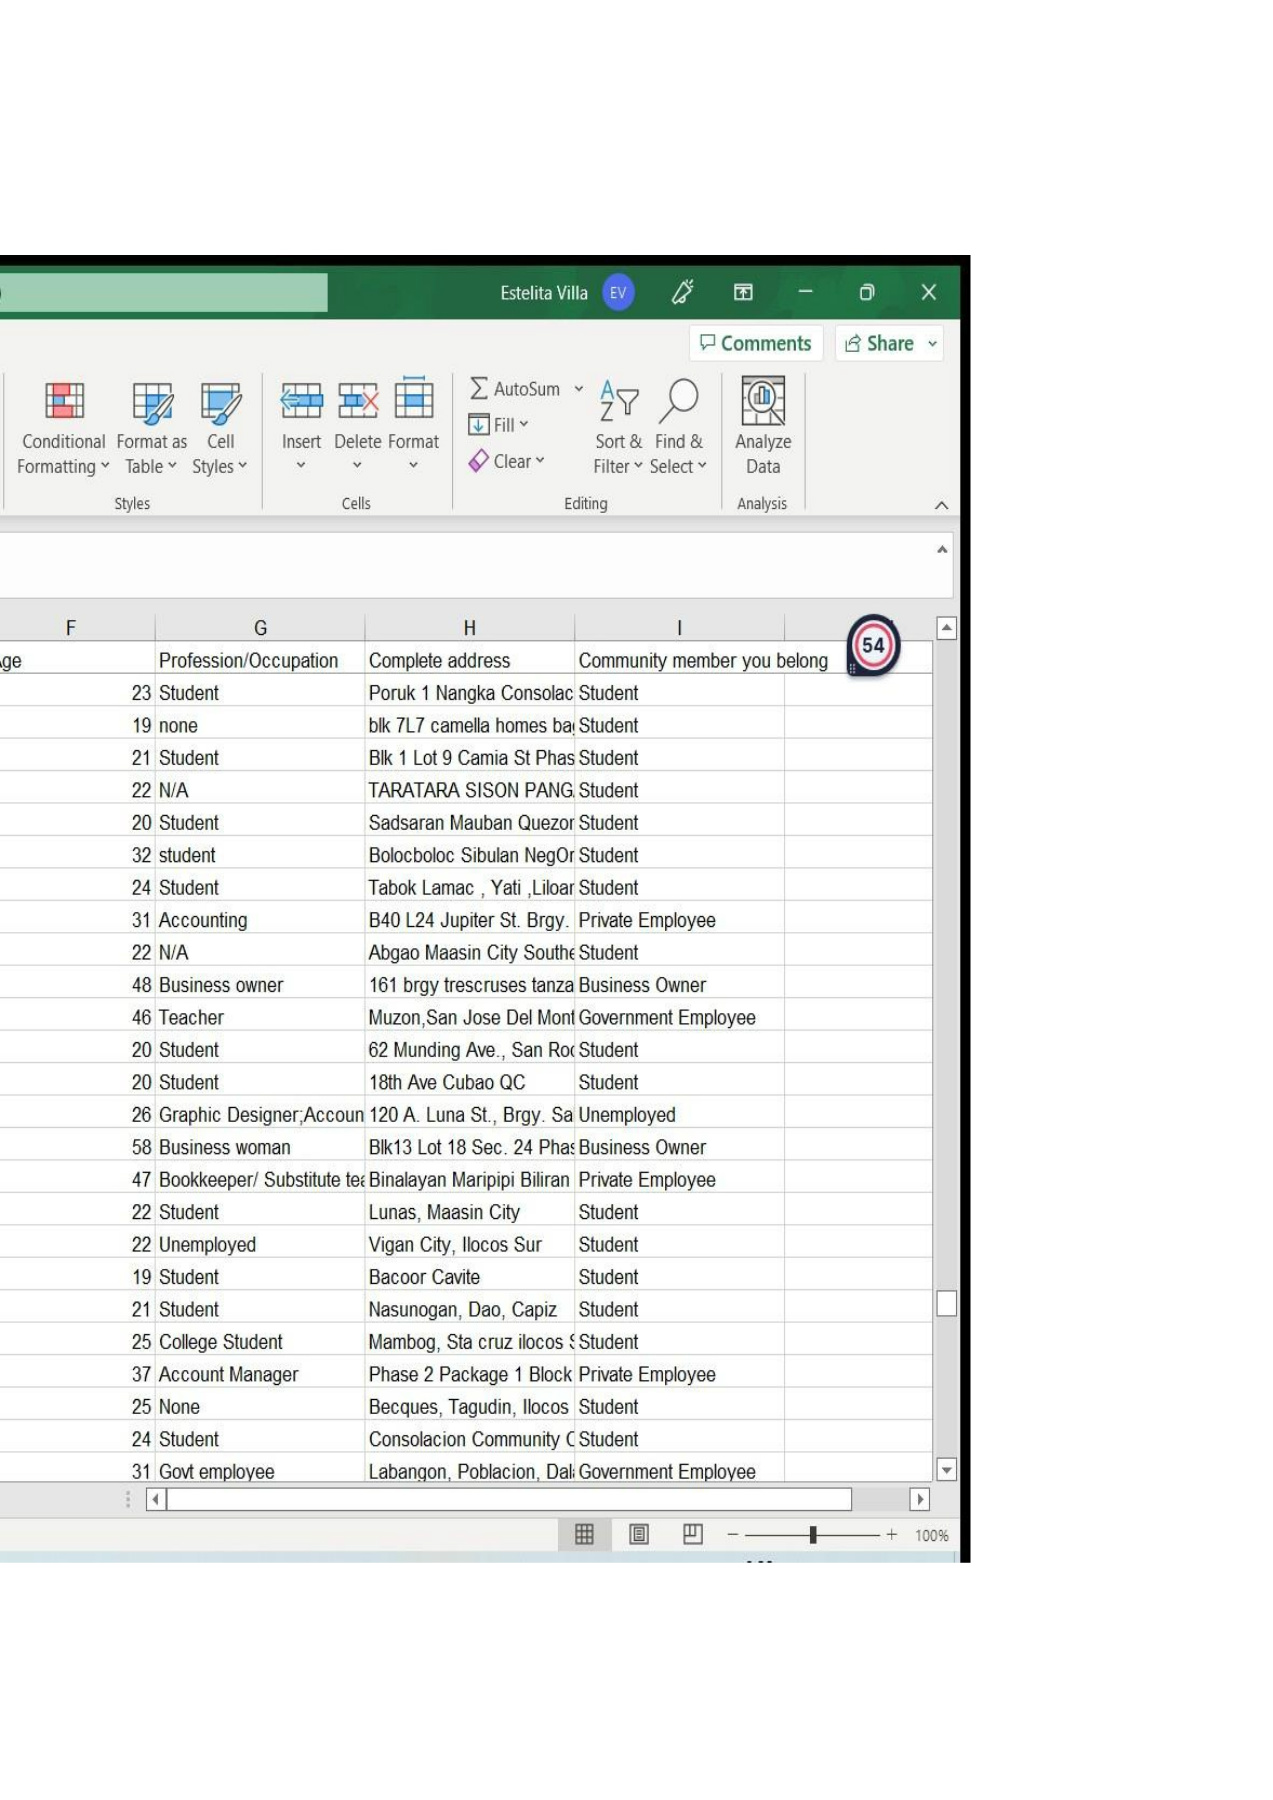 Estelita Villa EV
Comments Share
AutoSum
Fill
Conditional Format as Cell Insert Delete Format Sort & Find & Analyze
Clear
Formatting Table Styles Filter Select Data
Styles Cells Editing Analysis
F G H I
54
ge Profession/Occupation Complete address Community member you belong
23 Student Poruk 1 Nangka Consolac Student
19 none blk 7L7 camella homes ba Student
21 Student Blk 1 Lot 9 Camia St Phas Student
22 N/A TARATARA SISON PANG Student
20 Student Sadsaran Mauban Quezon Student
32 student Bolocboloc Sibulan NegOr Student
24 Student Tabok Lamac , Yati ,Liloan Student
31 Accounting B40 L24 Jupiter St. Brgy. Private Employee
22 N/A Abgao Maasin City Southe Student
48 Business owner 161 brgy trescruses tanza Business Owner
46 Teacher Muzon,San Jose Del Mont Government Employee
20 Student 62 Munding Ave., San Roc Student
20 Student 18th Ave Cubao QC Student
26 Graphic Designer;Accoun 120 A. Luna St., Brgy. Sa Unemployed
58 Business woman Blk13 Lot 18 Sec. 24 Phas Business Owner
47 Bookkeeper/ Substitute tea Binalayan Maripipi Biliran Private Employee
22 Student Lunas, Maasin City Student
22 Unemployed Vigan City, Ilocos Sur Student
19 Student Bacoor Cavite Student
21 Student Nasunogan, Dao, Capiz Student
25 College Student Mambog, Sta cruz ilocos S Student
37 Account Manager Phase 2 Package 1 Block Private Employee
25 None Becques, Tagudin, Ilocos Student
24 Student Consolacion Community C Student
31 Govt employee Labangon, Poblacion, Dala Government Employee
100%